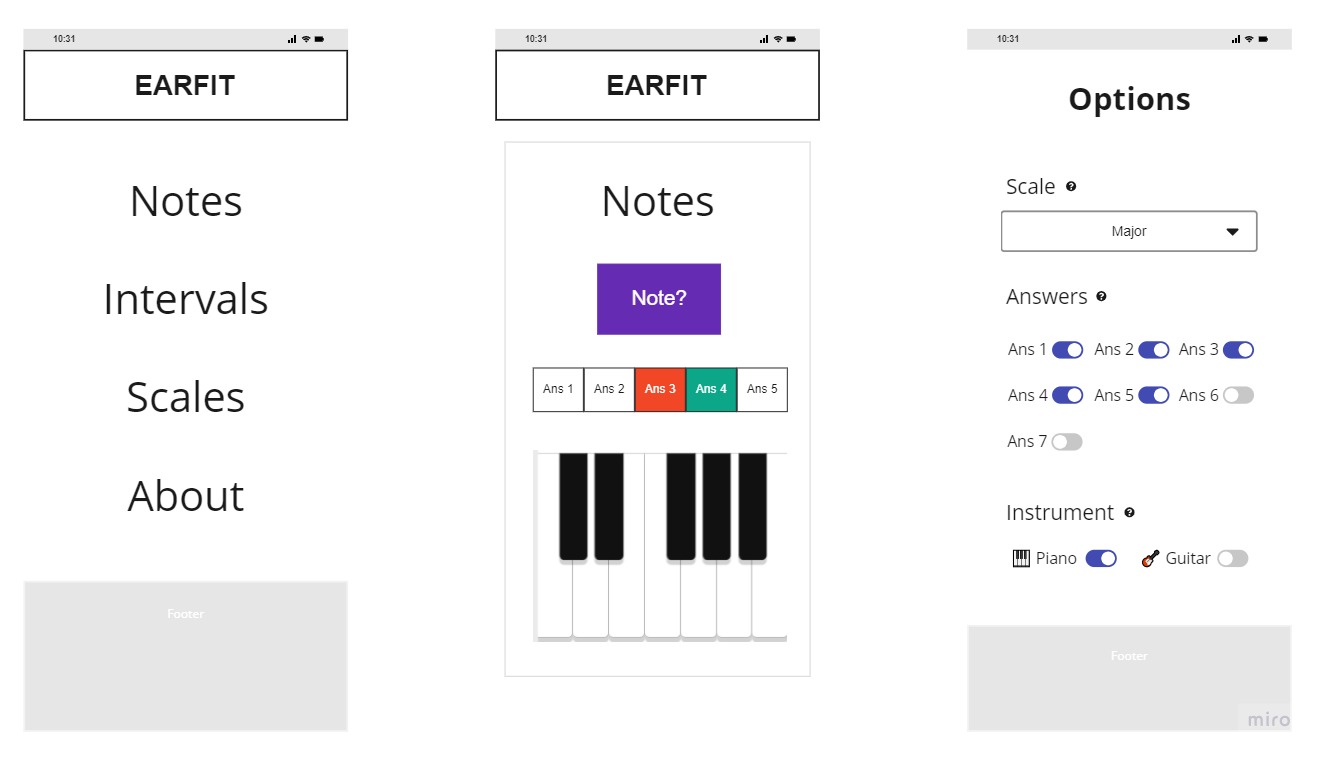 10:31
EARFIT
Notes
Intervals
Scales
About
Footer
10:31
EARFIT
Notes
Note?
Ans 1 Ans 2 Ans 3 Ans 4 Ans 5
10:31
Options
Scale ?
Major
Answers ?
Ans 1 Ans 2 Ans 3
Ans 4 Ans 5 Ans 6
Ans 7
Instrument ?
Piano Guitar
Footer
miro